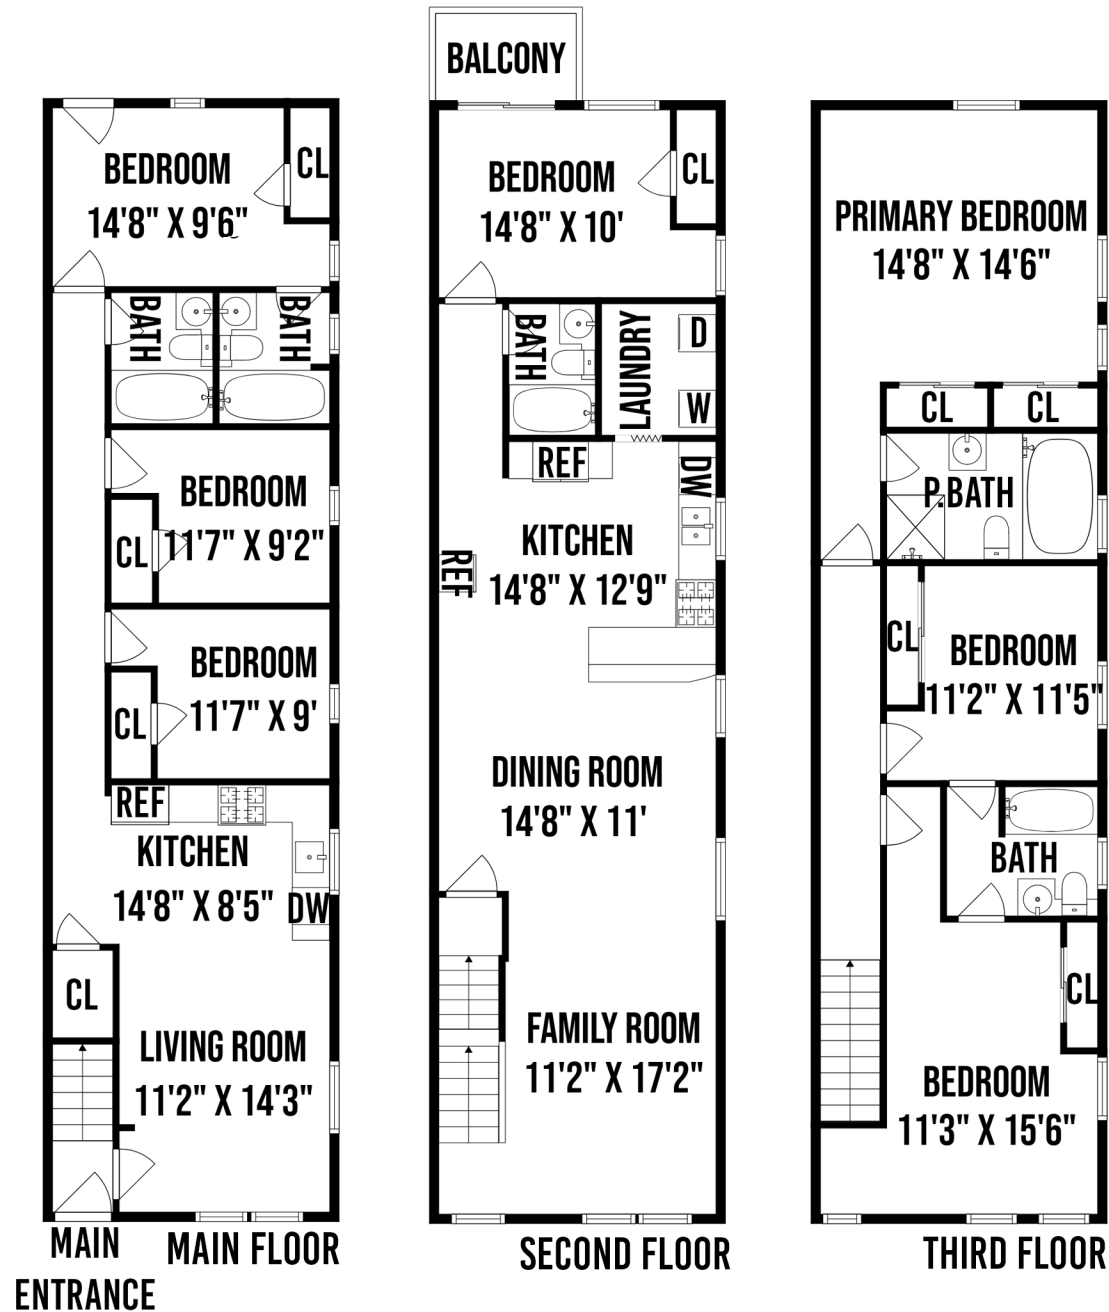 BALCONY
BEDROOM
14'8" X 9'6"
CL
BATH
BATH
BEDROOM
11'7" X 9'2"
CL
BEDROOM
11'7" X 9'
CL
REF
KITCHEN
14'8" X 8'5"
DW
CL
LIVING ROOM
11'2" X 14'3"
MAIN
ENTRANCE
MAIN FLOOR
BEDROOM
14'8" X 10'
CL
BATH
LAUNDRY
D
W
REF
DW
KITCHEN
14'8" X 12'9"
REF
DINING ROOM
14'8" X 11'
FAMILY ROOM
11'2" X 17'2"
SECOND FLOOR
PRIMARY BEDROOM
14'8" X 14'6"
CL
CL
P.BATH
CL
BEDROOM
11'2" X 11'5"
BATH
CL
BEDROOM
11'3" X 15'6"
THIRD FLOOR